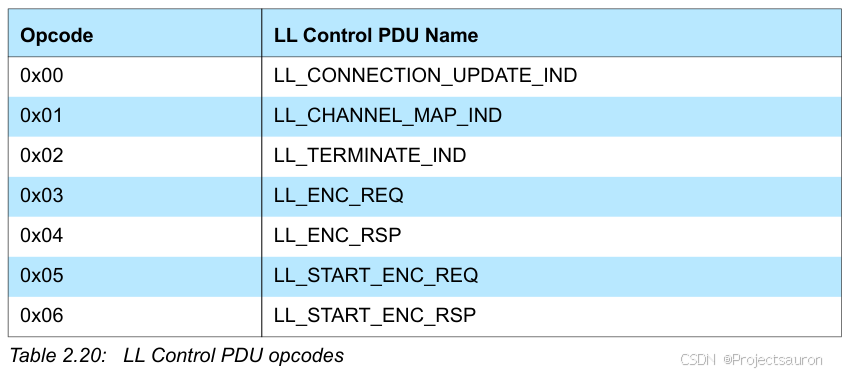 Opcode LL Control PDU Name
0x00 LL_CONNECTION_UPDATE_IND
0x01 LL_CHANNEL_MAP_IND
0x02 LL_TERMINATE_IND
0x03 LL_ENC_REQ
0x04 LL_ENC_RSP
0x05 LL_START_ENC_REQ
0x06 LL_START_ENC_RSP
Table 2.20: LL Control PDU opcodes
CSDN @Projectsauron